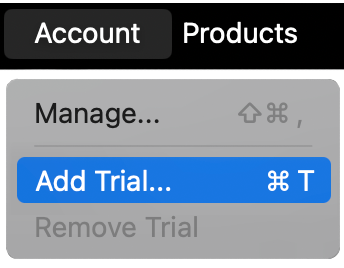 Account Products
Manage... ⇧⌘ ,
Add Trial... ⌘ T
Remove Trial